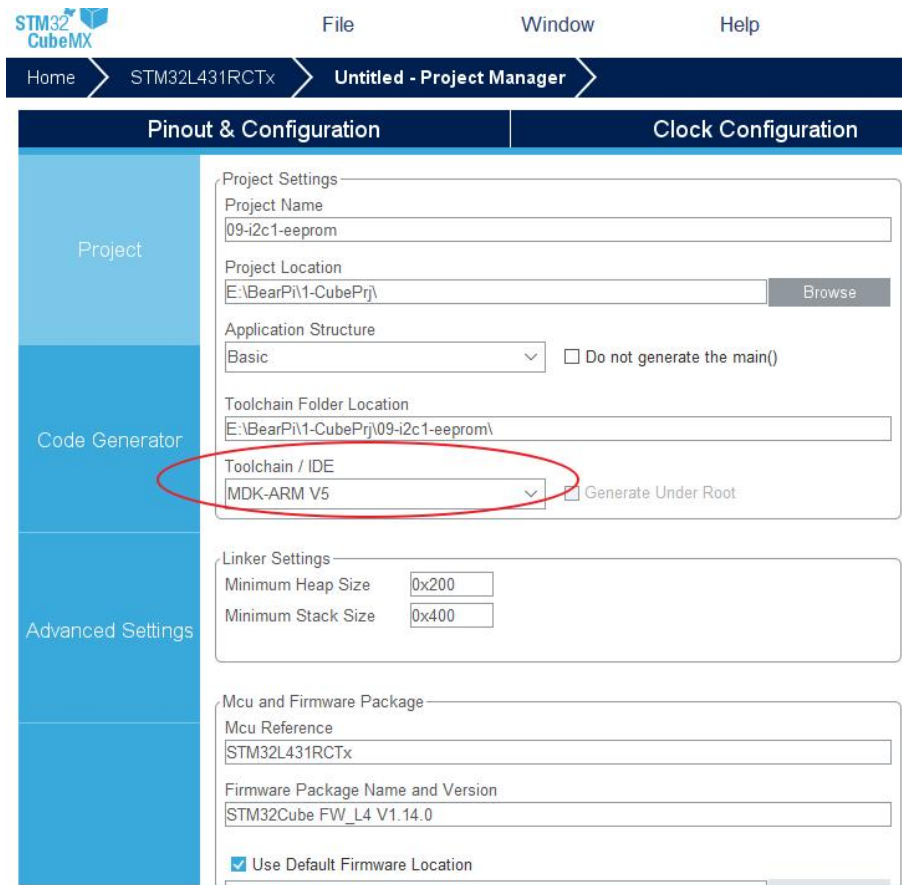 STM32
CubeMX
File Window Help
Home STM32L431RCTx Untitled - Project Manager
Pinout & Configuration Clock Configuration
Project
Code Generator
Advanced Settings
Project Settings
Project Name
09-i2c1-eeprom
Project Location
E:\BearPi\1-CubePrj\ Browse
Application Structure
Basic Do not generate the main()
Toolchain Folder Location
E:\BearPi\1-CubePrj\09-i2c1-eeprom\
Toolchain / IDE
MDK-ARM V5 Generate Under Root
Linker Settings
Minimum Heap Size 0x200
Minimum Stack Size 0x400
Mcu and Firmware Package
Mcu Reference
STM32L431RCTx
Firmware Package Name and Version
STM32Cube FW_L4 V1.14.0
Use Default Firmware Location